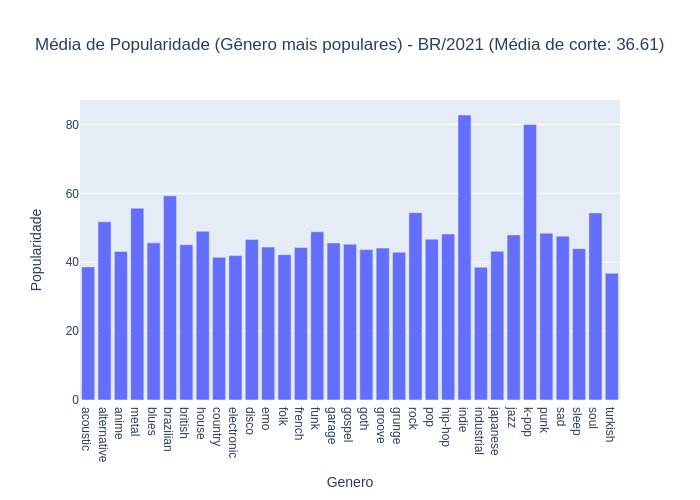 Média de Popularidade (Gênero mais populares) - BR/2021 (Média de corte: 36.61)
Popularidade
80
60
40
20
0
acoustic
alternative
anime
metal
blues
brazilian
british
house
country
electronic
disco
emo
folk
french
funk
garage
gospel
goth
groove
grunge
rock
pop
hip-hop
indie
industrial
japanese
jazz
k-pop
punk
sad
sleep
soul
turkish
Genero